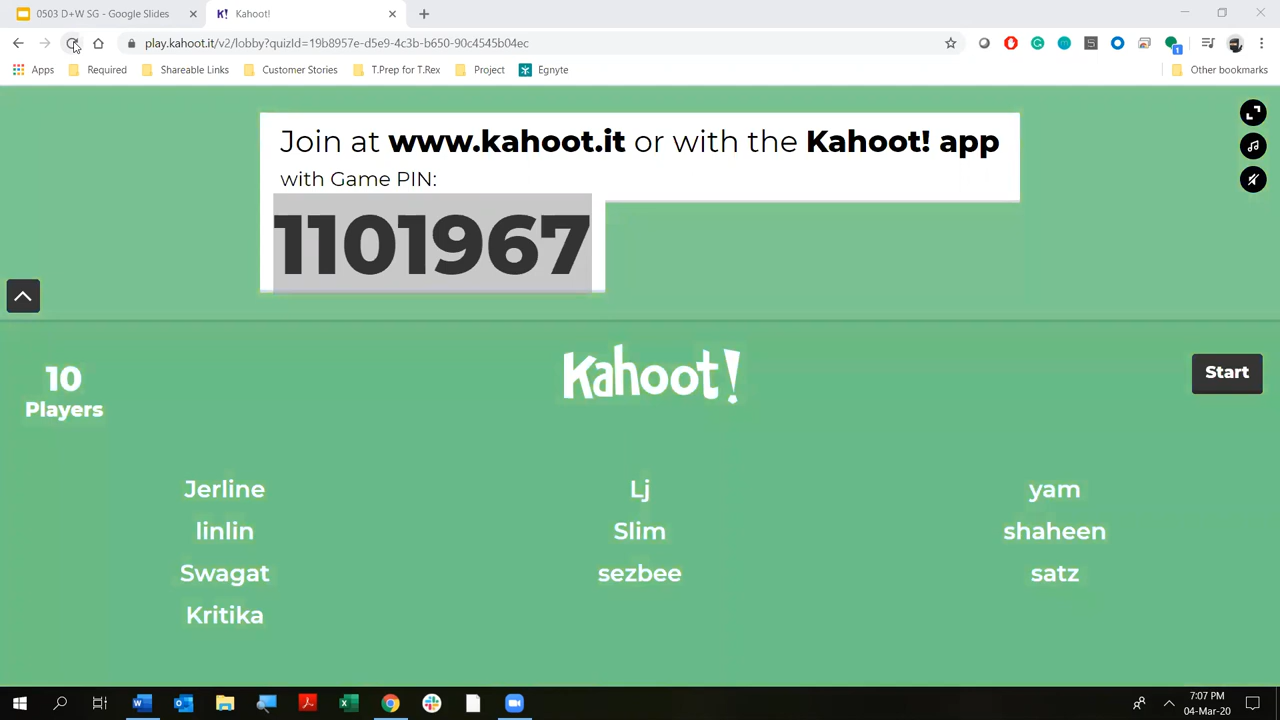 0503 D+W SG - Google Slides
Kahoot!
play.kahoot.it/v2/lobby?quizId=19b8957e-d5c6-4c3b-b650-90c4545b04ec
Apps Required Shareable Links Customer Stories T.Prep for T.Rex Project Egnyte Other bookmarks
Join at www.kahoot.it or with the Kahoot! app
with Game PIN:
1101967
Kahoot!
10
Players
Start
Jerline Lj yam
linlin Slim shaheen
Swagat sezbee satz
Kritika
7:07 PM
04-Mar-20